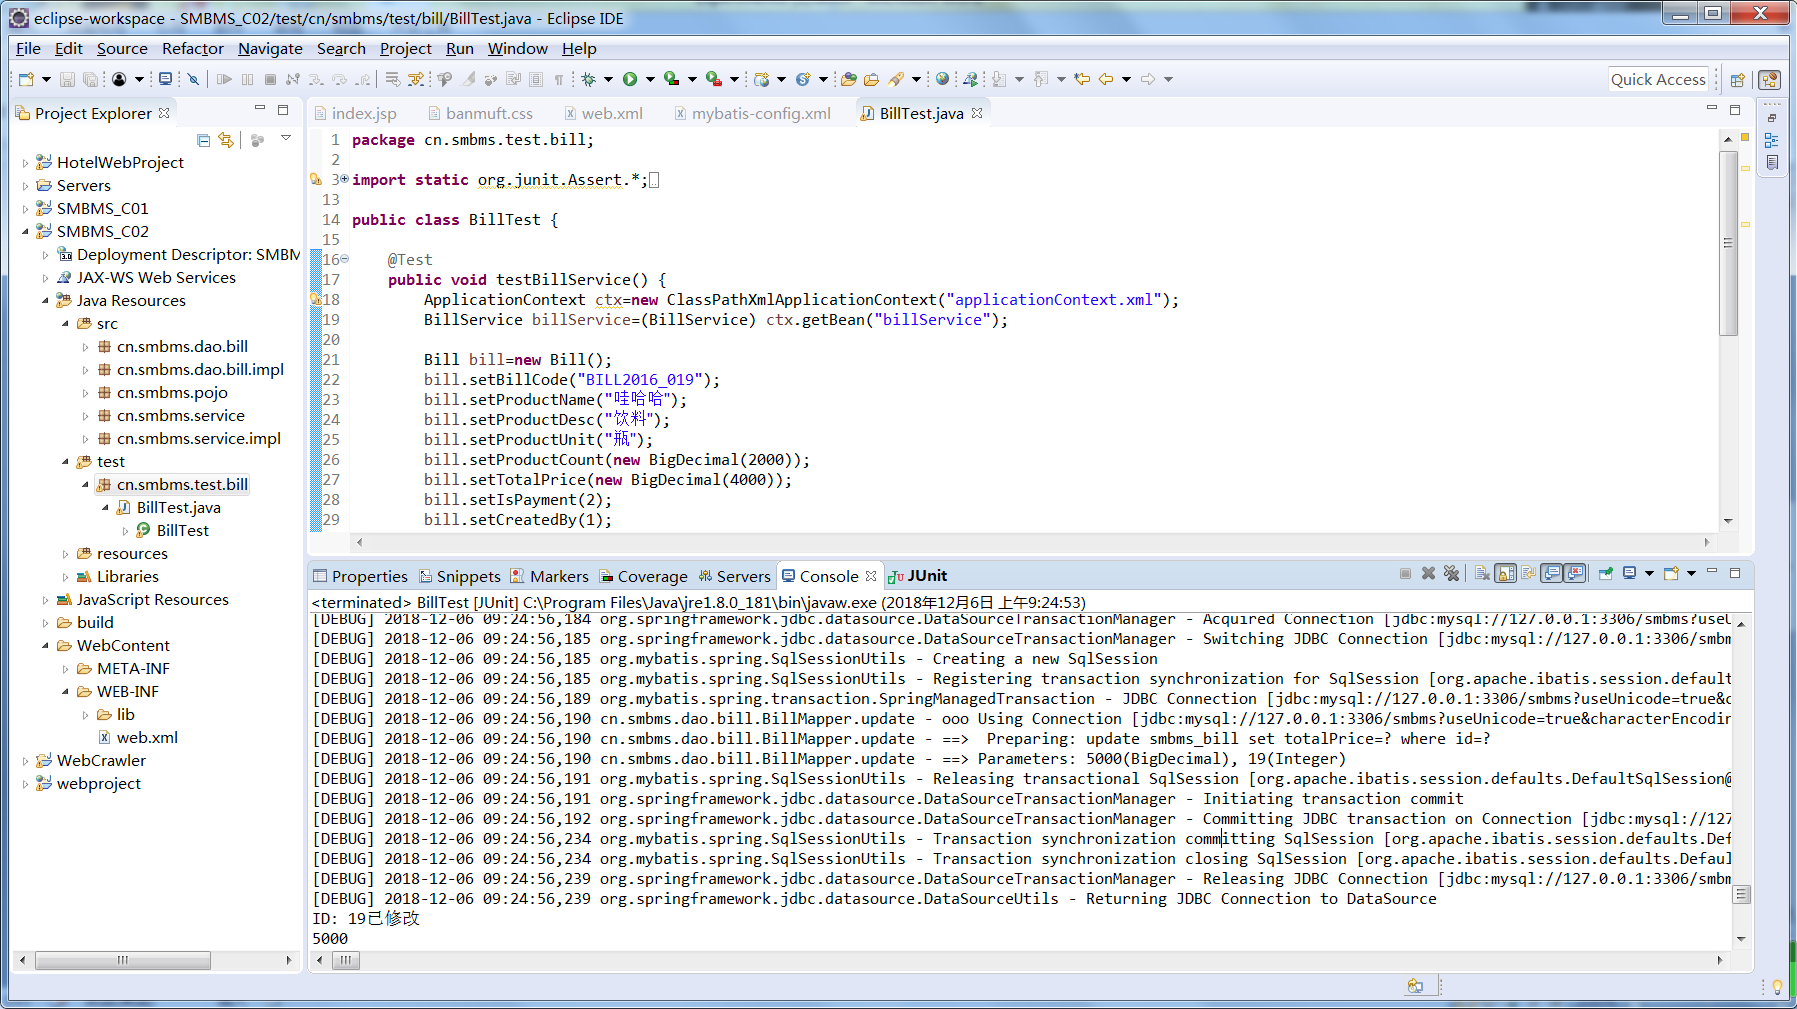 eclipse-workspace - SMBMS_C02/test/cn/smbms/test/bill/BillTest.java - Eclipse IDE
File Edit Source Refactor Navigate Search Project Run Window Help
Quick Access
Project Explorer
HotelWebProject
Servers
SMBMS_C01
SMBMS_C02
Deployment Descriptor: SMBM
JAX-WS Web Services
Java Resources
src
cn.smbms.dao.bill
cn.smbms.dao.bill.impl
cn.smbms.pojo
cn.smbms.service
cn.smbms.service.impl
test
cn.smbms.test.bill
BillTest.java
BillTest
resources
Libraries
JavaScript Resources
build
WebContent
META-INF
WEB-INF
lib
web.xml
WebCrawler
webproject
index.jsp banmuft.css web.xml mybatis-config.xml BillTest.java
1 package cn.smbms.test.bill;
2
3 import static org.junit.Assert.*;
13
14 public class BillTest {
15
16 @Test
17 public void testBillService() {
18 ApplicationContext ctx=new ClassPathXmlApplicationContext("applicationContext.xml");
19 BillService billService=(BillService) ctx.getBean("billService");
20
21 Bill bill=new Bill();
22 bill.setBillCode("BILL2016_019");
23 bill.setProductName("哇哈哈");
24 bill.setProductDesc("饮料");
25 bill.setProductUnit("瓶");
26 bill.setProductCount(new BigDecimal(2000));
27 bill.setTotalPrice(new BigDecimal(4000));
28 bill.setIsPayment(2);
29 bill.setCreatedBy(1);
Properties Snippets Markers Coverage Servers Console JUnit
<terminated> BillTest [JUnit] C:\Program Files\Java\jre1.8.0_181\bin\javaw.exe (2018年12月6日 上午9:24:53)
[DEBUG] 2018-12-06 09:24:56,184 org.springframework.jdbc.datasource.DataSourceTransactionManager - Acquired Connection [jdbc:mysql://127.0.0.1:3306/smbms?useU
[DEBUG] 2018-12-06 09:24:56,185 org.springframework.jdbc.datasource.DataSourceTransactionManager - Switching JDBC Connection [jdbc:mysql://127.0.0.1:3306/smbm
[DEBUG] 2018-12-06 09:24:56,185 org.mybatis.spring.SqlSessionUtils - Creating a new SqlSession
[DEBUG] 2018-12-06 09:24:56,185 org.mybatis.spring.SqlSessionUtils - Registering transaction synchronization for SqlSession [org.apache.ibatis.session.default
[DEBUG] 2018-12-06 09:24:56,189 org.mybatis.spring.transaction.SpringManagedTransaction - JDBC Connection [jdbc:mysql://127.0.0.1:3306/smbms?useUnicode=true&c
[DEBUG] 2018-12-06 09:24:56,190 cn.smbms.dao.bill.BillMapper.update - ooo Using Connection [jdbc:mysql://127.0.0.1:3306/smbms?useUnicode=true&characterEncodin
[DEBUG] 2018-12-06 09:24:56,190 cn.smbms.dao.bill.BillMapper.update - ==>  Preparing: update smbms_bill set totalPrice=? where id=?
[DEBUG] 2018-12-06 09:24:56,190 cn.smbms.dao.bill.BillMapper.update - ==> Parameters: 5000(BigDecimal), 19(Integer)
[DEBUG] 2018-12-06 09:24:56,191 org.mybatis.spring.SqlSessionUtils - Releasing transactional SqlSession [org.apache.ibatis.session.defaults.DefaultSqlSession@
[DEBUG] 2018-12-06 09:24:56,191 org.springframework.jdbc.datasource.DataSourceTransactionManager - Initiating transaction commit
[DEBUG] 2018-12-06 09:24:56,192 org.springframework.jdbc.datasource.DataSourceTransactionManager - Committing JDBC transaction on Connection [jdbc:mysql://127
[DEBUG] 2018-12-06 09:24:56,234 org.mybatis.spring.SqlSessionUtils - Transaction synchronization committing SqlSession [org.apache.ibatis.session.defaults.Def
[DEBUG] 2018-12-06 09:24:56,234 org.mybatis.spring.SqlSessionUtils - Transaction synchronization closing SqlSession [org.apache.ibatis.session.defaults.Defaul
[DEBUG] 2018-12-06 09:24:56,239 org.springframework.jdbc.datasource.DataSourceTransactionManager - Releasing JDBC Connection [jdbc:mysql://127.0.0.1:3306/smbm
[DEBUG] 2018-12-06 09:24:56,239 org.springframework.jdbc.datasource.DataSourceUtils - Returning JDBC Connection to DataSource
ID: 19已修改
5000